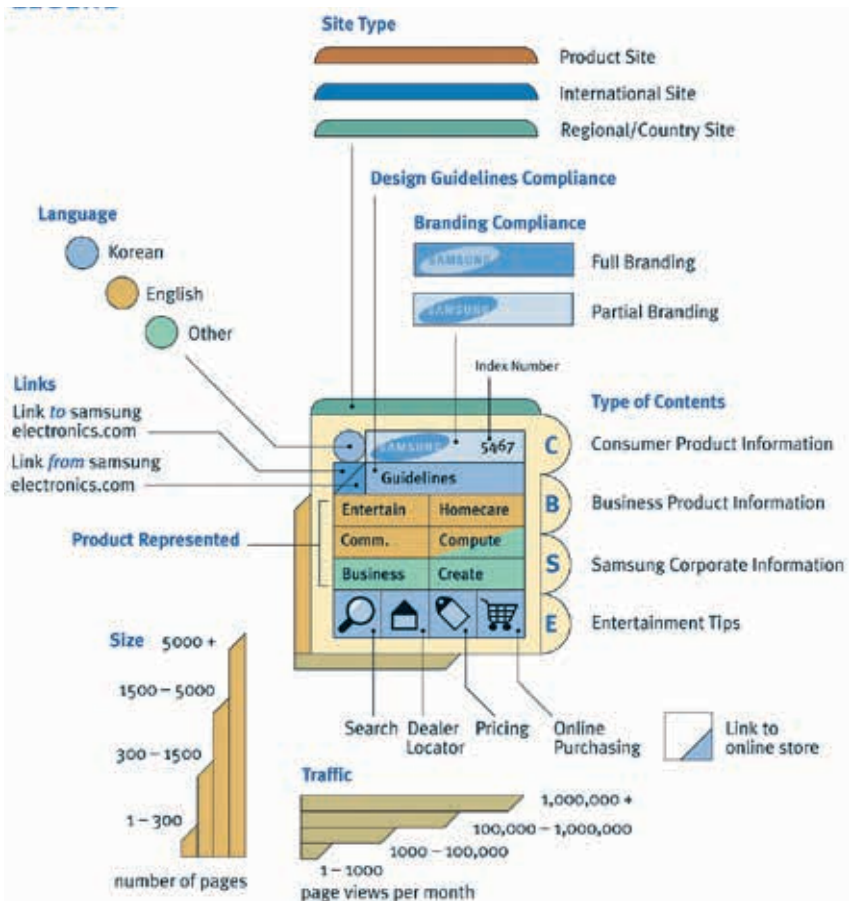 Site Type
Product Site
International Site
Regional/Country Site
Design Guidelines Compliance
Language
Korean
English
Other
Branding Compliance
SAMSUNG
Full Branding
SAMSUNG
Partial Branding
Index Number
Links
Link to samsung
electronics.com
Link from samsung
electronics.com
Type of Contents
SAMSUNG
5467
C
Consumer Product Information
Guidelines
B
Business Product Information
Product Represented
Entertain
Homecare
Comm.
Compute
Business
Create
S
Samsung Corporate Information
E
Entertainment Tips
Size
5000 +
1500 – 5000
300 – 1500
1 – 300
number of pages
Search
Dealer
Locator
Pricing
Online
Purchasing
Link to
online store
Traffic
1,000,000 +
100,000 – 1,000,000
1000 – 100,000
1 – 1000
page views per month